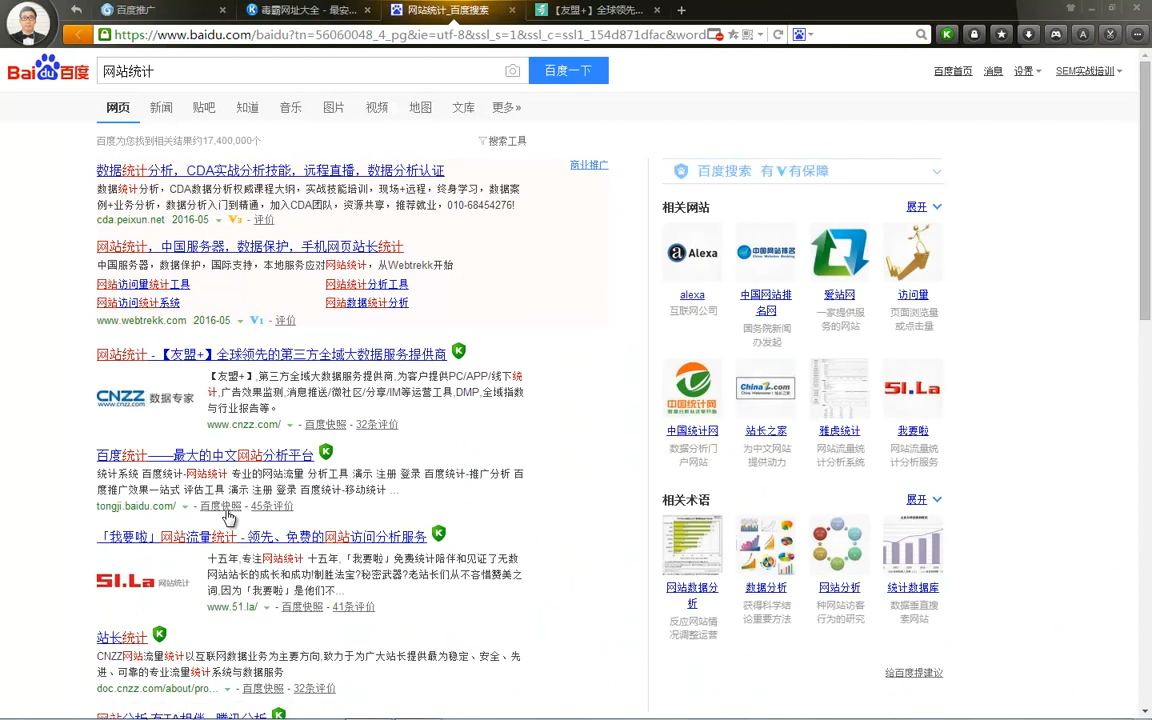 百度推广
毒霸网址大全 - 最安...
网站统计_百度搜索
【友盟+】全球领先...
https://www.baidu.com/baidu?tn=56060048_4_pg&ie=utf-8&ssl_s=1&ssl_c=ssl1_154d871dfac&word
Bai 百度
网站统计
百度一下
百度首页 消息 设置 SEM实战培训
网页 新闻 贴吧 知道 音乐 图片 视频 地图 文库 更多»
百度为您找到相关结果约17,400,000个
搜索工具
数据统计分析，CDA实战分析技能，远程直播，数据分析认证
商业推广
数据统计分析，CDA数据分析权威课程大纲，实战技能培训，现场+远程，终身学习，数据案
例+业务分析，数据分析入门到精通，加入CDA团队，资源共享，推荐就业，010-68454276!
cda.peixun.net 2016-05 V3 - 评价
网站统计，中国服务器，数据保护，手机网页站长统计
中国服务器，数据保护，国际支持，本地服务应对网站统计，从Webtrekk开始
网站访问量统计工具 网站统计分析工具
网站访问统计系统 网站数据统计分析
www.webtrekk.com 2016-05 V1 - 评价
网站统计 - 【友盟+】全球领先的第三方全域大数据服务提供商
CNZZ 数据专家
WWW.CNZZ.COM
【友盟+】,第三方全域大数据服务提供商,为客户提供PC/APP/线下统
计,广告效果监测,消息推送/微社区/分享/IM等运营工具,DMP,全域指数
与行业报告等。
www.cnzz.com/ - 百度快照 - 32条评价
百度统计——最大的中文网站分析平台
统计系统 百度统计-网站统计 专业的网站流量 分析工具 演示 注册 登录 百度统计-推广分析 百
度推广效果一站式 评估工具 演示 注册 登录 百度统计-移动统计 ...
tongji.baidu.com/ - 百度快照 - 45条评价
「我要啦」网站流量统计 - 领先、免费的网站访问分析服务
51.La 网站统计
十五年,专注网站统计 十五年,「我要啦」免费统计陪伴和见证了无数
网站站长的成长和成功!制胜法宝?秘密武器?老站长们从不吝惜赞美之
词,因为「我要啦」是他们不...
www.51.la/ - 百度快照 - 41条评价
站长统计
CNZZ网站流量统计以互联网数据业务为主要方向,致力于为广大站长提供最为稳定、安全、先
进、可靠的专业流量统计系统与数据服务
doc.cnzz.com/about/pro... - 百度快照 - 32条评价
百度搜索 有V有保障
相关网站
展开
Alexa
中国网站排名
China Websites Ranking
alexa
互联网公司
中国网站排
名网
国务院新闻
办发起
爱站网
一家提供服
务的网站
访问量
页面浏览量
或点击量
中国统计网
ChinaZ.com
51.La
中国统计网
数据分析门
户网站
站长之家
为中文网站
提供动力
雅虎统计
网站流量统
计分析系统
我要啦
网站流量统
计分析服务
相关术语
展开
网站数据分
析
反应网站情
况调整运营
数据分析
获得科学结
论重要方法
网站分析
种网站访客
行为的研究
统计数据库
数据垂直搜
索网站
给百度提建议